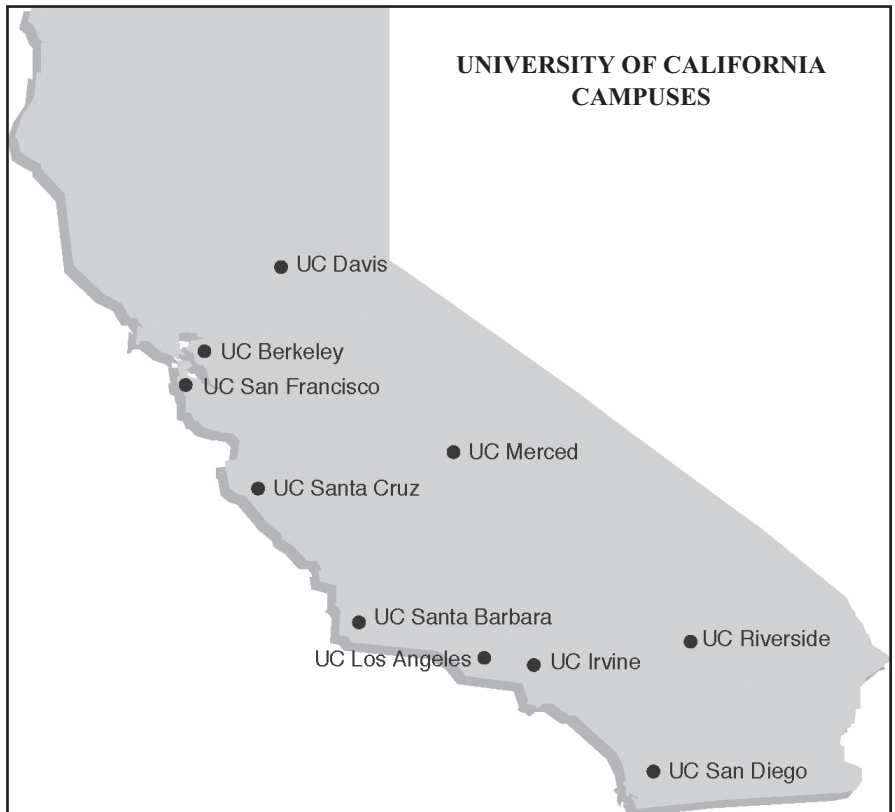 UNIVERSITY OF CALIFORNIA
CAMPUSES
UC Davis
UC Berkeley
UC San Francisco
UC Merced
UC Santa Cruz
UC Santa Barbara
UC Riverside
UC Los Angeles
UC Irvine
UC San Diego